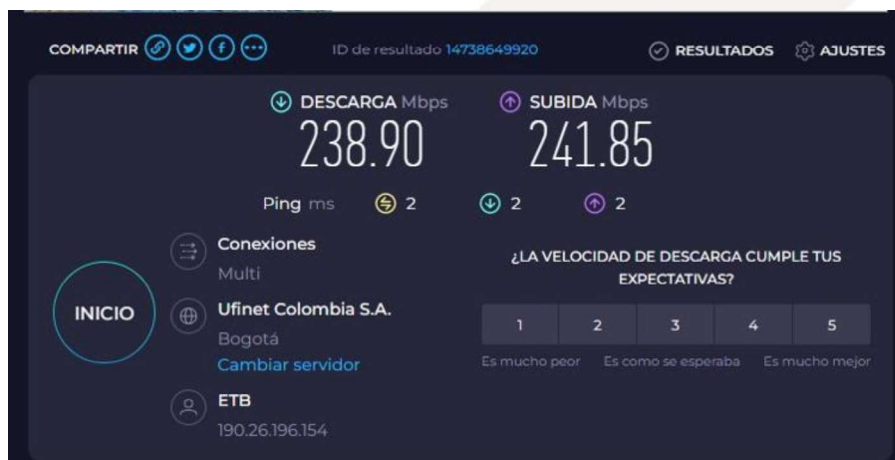 COMPARTIR
ID de resultado 14738649920
RESULTADOS
AJUSTES
DESCARGA Mbps
238.90
SUBIDA Mbps
241.85
Ping ms 2 2 2
INICIO
Conexiones
Multi
Ufinet Colombia S.A.
Bogotá
Cambiar servidor
ETB
190.26.196.154
¿LA VELOCIDAD DE DESCARGA CUMPLE TUS
EXPECTATIVAS?
1 2 3 4 5
Es mucho peor Es como se esperaba Es mucho mejor